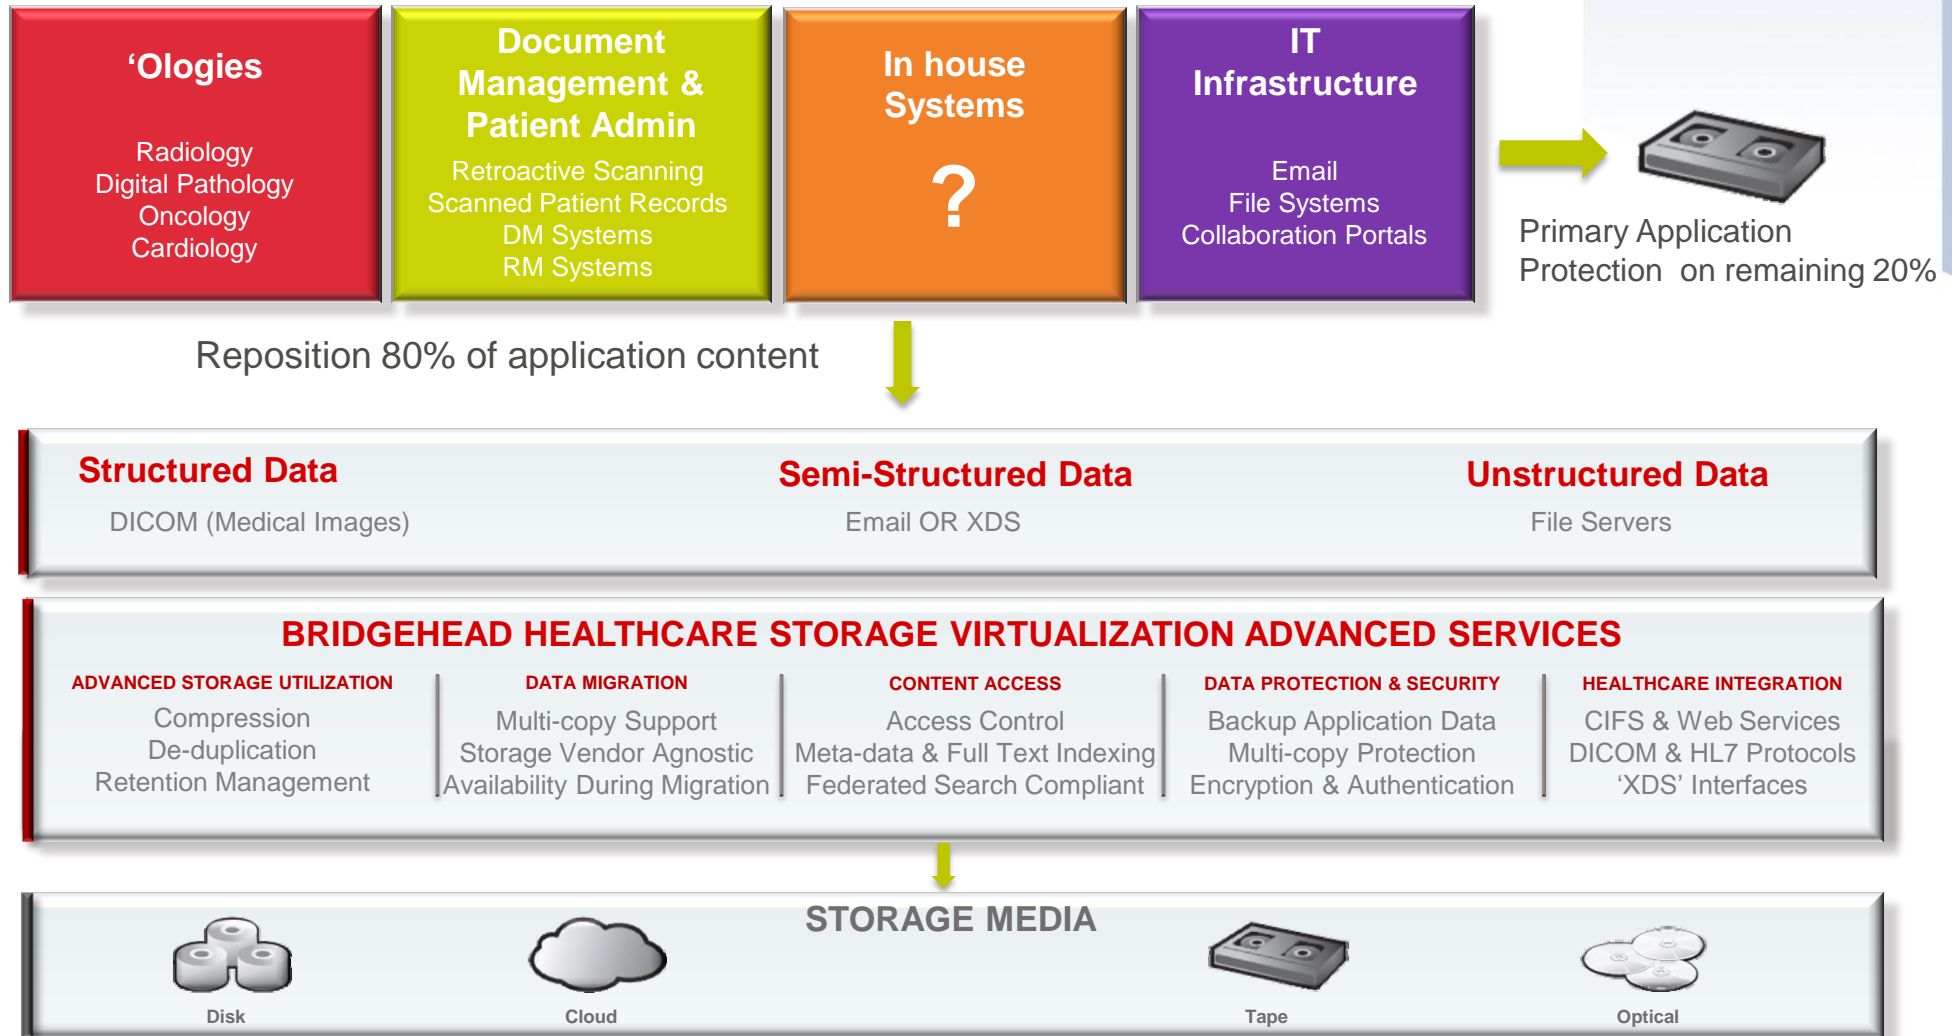 ‘Ologies
Radiology
Digital Pathology
Oncology
Cardiology
Document
Management &
Patient Admin
Retroactive Scanning
Scanned Patient Records
DM Systems
RM Systems
In house
Systems
?
IT
Infrastructure
Email
File Systems
Collaboration Portals
Primary Application
Protection on remaining 20%
Reposition 80% of application content
Structured Data
DICOM (Medical Images)
Semi-Structured Data
Email OR XDS
Unstructured Data
File Servers
BRIDGEHEAD HEALTHCARE STORAGE VIRTUALIZATION ADVANCED SERVICES
ADVANCED STORAGE UTILIZATION
Compression
De-duplication
Retention Management
DATA MIGRATION
Multi-copy Support
Storage Vendor Agnostic
Availability During Migration
CONTENT ACCESS
Access Control
Meta-data & Full Text Indexing
Federated Search Compliant
DATA PROTECTION & SECURITY
Backup Application Data
Multi-copy Protection
Encryption & Authentication
HEALTHCARE INTEGRATION
CIFS & Web Services
DICOM & HL7 Protocols
‘XDS’ Interfaces
STORAGE MEDIA
Disk
Cloud
Tape
Optical